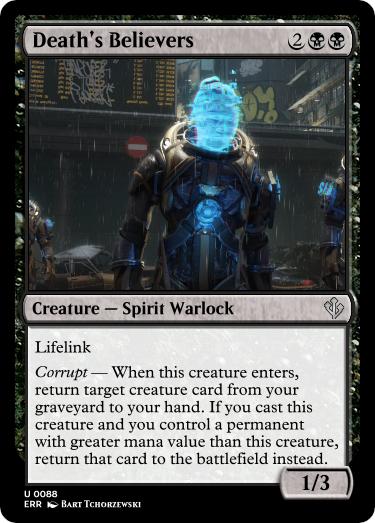 Death's Believers
2
Creature — Spirit Warlock
Lifelink
Corrupt — When this creature enters,
return target creature card from your
graveyard to your hand. If you cast this
creature and you control a permanent
with greater mana value than this creature,
return that card to the battlefield instead.
1/3
U 0088
ERR Bart Tchorzewski